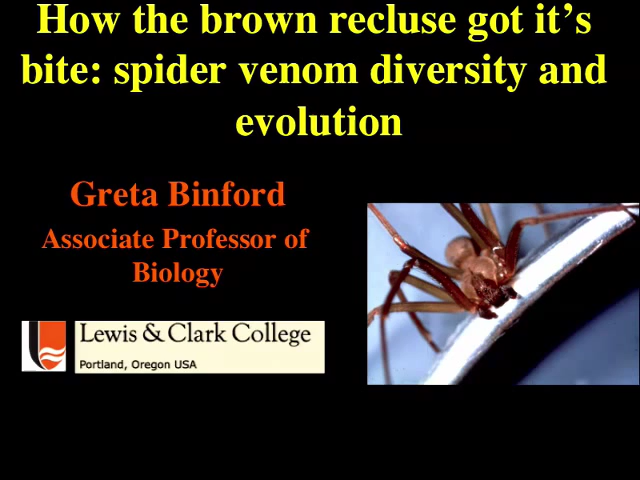 How the brown recluse got it’s
bite: spider venom diversity and
evolution
Greta Binford
Associate Professor of
Biology
Lewis & Clark College
Portland, Oregon USA